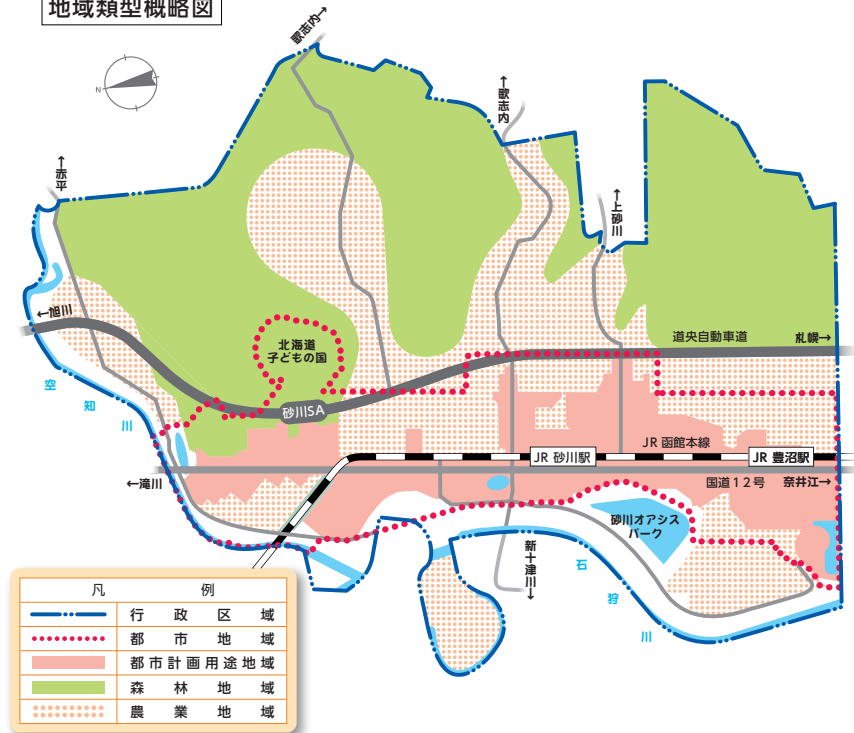 地域類型概略図
歌志内→
N
←歌志内
←赤平
←上砂川
←旭川
北海道
子どもの国
道央自動車道
札幌→
空知川
砂川SA
JR 函館本線
JR 砂川駅
JR 豊沼駅
←滝川
国道12号
奈井江→
砂川オアシス
パーク
新十津川→
石狩川
凡例
行政区域
都市地域
都市計画用途地域
森林地域
農業地域